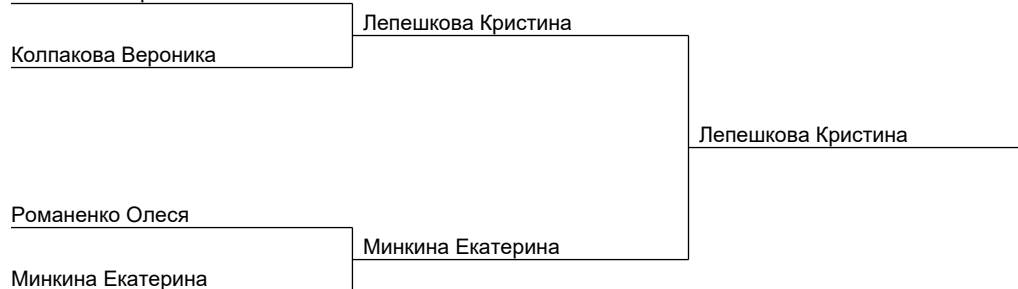 Лепешкова Кристина
Колпакова Вероника
Лепешкова Кристина
Романенко Олеся
Минкина Екатерина
Минкина Екатерина